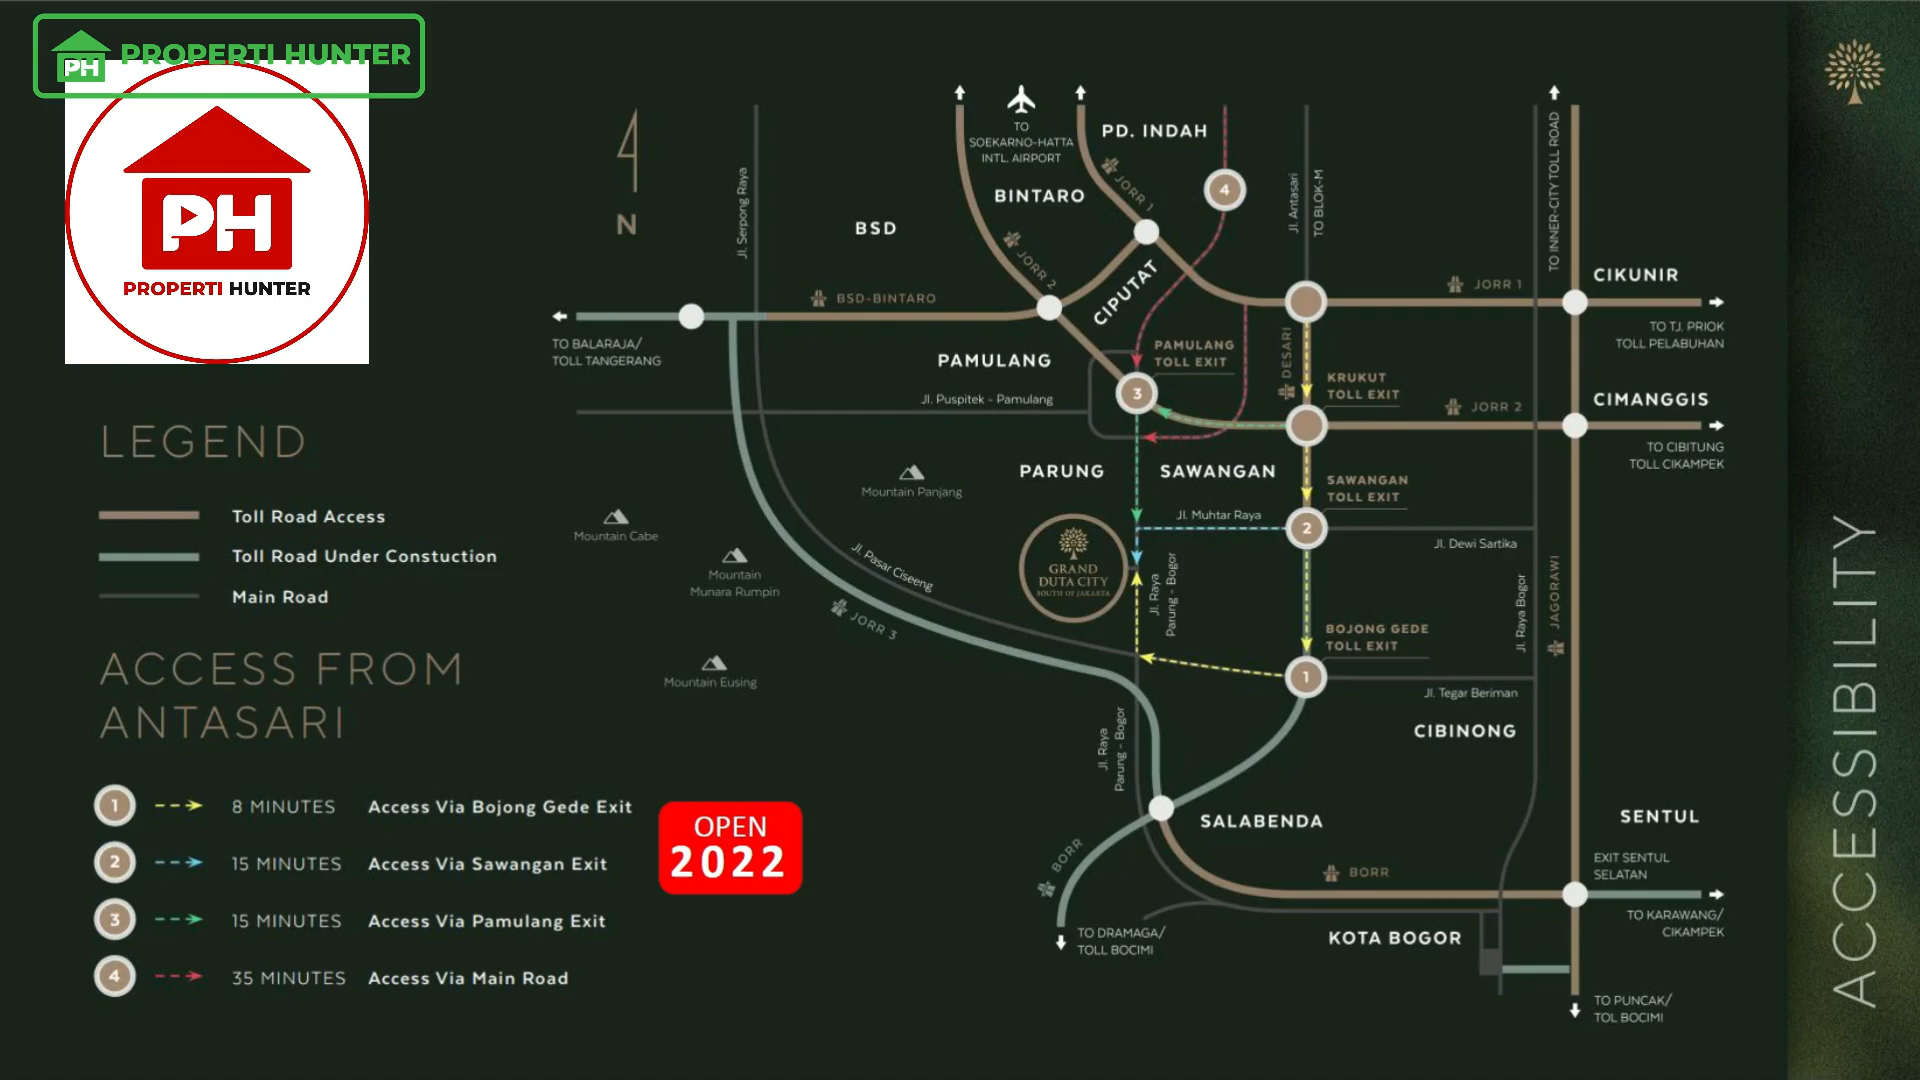 PH PROPERTI HUNTER
PH
PROPERTI HUNTER
N
LEGEND
Toll Road Access
Toll Road Under Constuction
Main Road
ACCESS FROM
ANTASARI
1 8 MINUTES Access Via Bojong Gede Exit
2 15 MINUTES Access Via Sawangan Exit
3 15 MINUTES Access Via Pamulang Exit
4 35 MINUTES Access Via Main Road
OPEN
2022
TO
SOEKARNO-HATTA
INTL. AIRPORT
PD. INDAH
BINTARO
BSD
Jl. Serpong Raya
JORR 1
JORR 2
4
Jl. Antasari
TO BLOK-M
TO INNER-CITY TOLL ROAD
CIKUNIR
JORR 1
BSD-BINTARO
CIPUTAT
TO BALARAJA/
TOLL TANGERANG
TO TJ. PRIOK
TOLL PELABUHAN
PAMULANG
PAMULANG
TOLL EXIT
DESARI
KRUKUT
TOLL EXIT
3
Jl. Puspitek - Pamulang
JORR 2
CIMANGGIS
TO CIBITUNG
TOLL CIKAMPEK
PARUNG
SAWANGAN
SAWANGAN
TOLL EXIT
Mountain Panjang
Mountain Cabe
Mountain
Munara Rumpin
Mountain Eusing
Jl. Muhtar Raya
2
Jl. Dewi Sartika
GRAND
DUTA CITY
SOUTH OF JAKARTA
Jl. Pasar Ciseeng
JORR 3
Jl. Raya
Parung - Bogor
Jl. Raya Bogor
JAGORAWI
BOJONG GEDE
TOLL EXIT
1
Jl. Tegar Beriman
CIBINONG
Jl. Raya
Parung - Bogor
SALABENDA
SENTUL
BORR
BORR
EXIT SENTUL
SELATAN
TO KARAWANG/
CIKAMPEK
TO DRAMAGA/
TOLL BOCIMI
KOTA BOGOR
TO PUNCAK/
TOL BOCIMI
ACCESSIBILITY